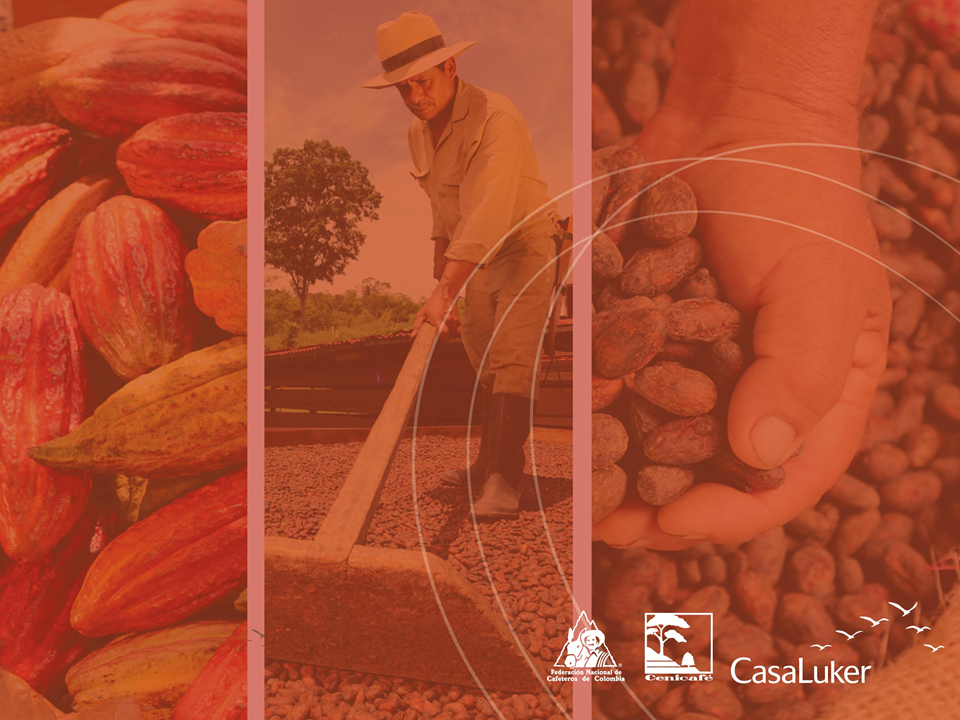 Federación Nacional de
Cafeteros de Colombia
Cenicafé
CasaLuker